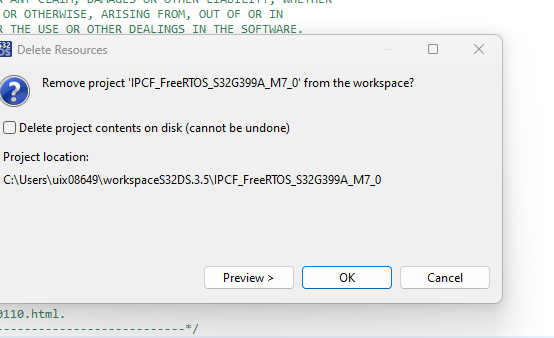 ANY CLAIM, DAMAGES OR OTHER LIABILITY, WHETHER
OR OTHERWISE, ARISING FROM, OUT OF OR IN
R THE USE OR OTHER DEALINGS IN THE SOFTWARE.
Delete Resources
Remove project 'IPCF_FreeRTOS_S32G399A_M7_0' from the workspace?
Delete project contents on disk (cannot be undone)
Project location:
C:\Users\uix08649\workspaceS32DS.3.5\IPCF_FreeRTOS_S32G399A_M7_0
Preview >
OK
Cancel
0110.html.
---------------------------*/